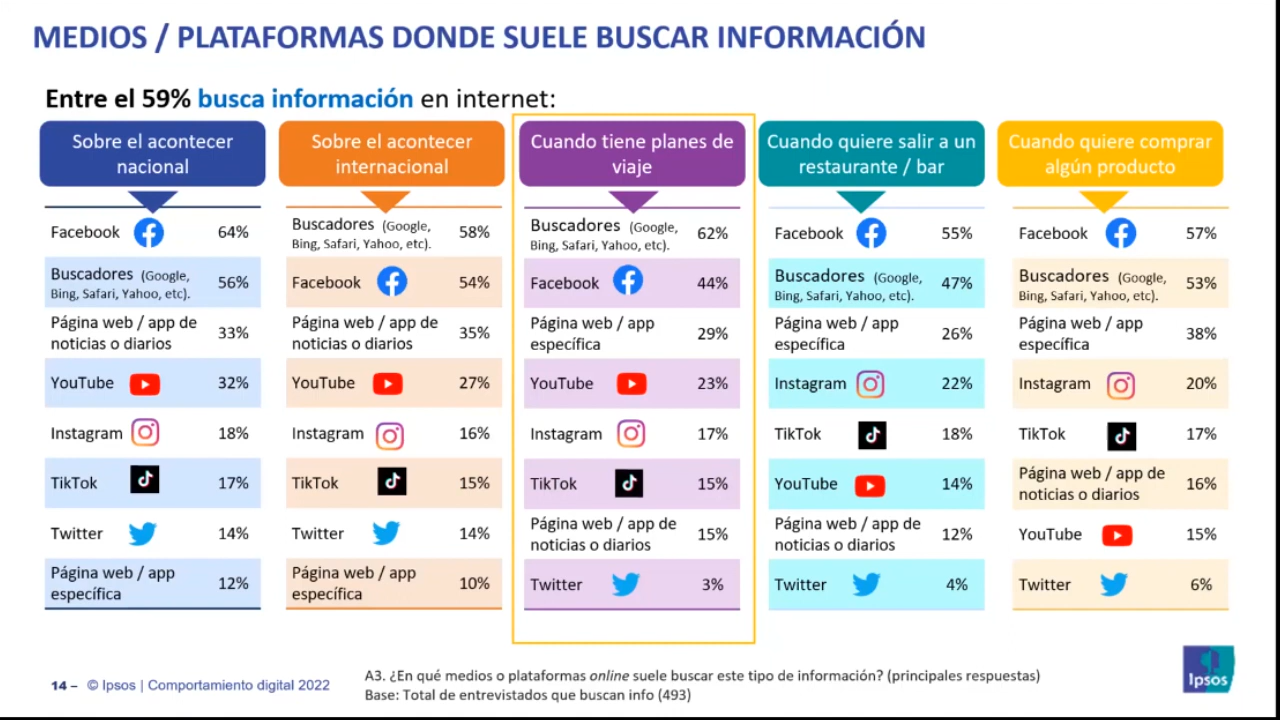 MEDIOS / PLATAFORMAS DONDE SUELE BUSCAR INFORMACIÓN
Entre el 59% busca información en internet:
Sobre el acontecer
nacional
Facebook 64%
Buscadores (Google,
Bing, Safari, Yahoo, etc). 56%
Página web / app de
noticias o diarios 33%
YouTube 32%
Instagram 18%
TikTok 17%
Twitter 14%
Página web / app
específica 12%
Sobre el acontecer
internacional
Buscadores (Google,
Bing, Safari, Yahoo, etc). 58%
Facebook 54%
Página web / app de
noticias o diarios 35%
YouTube 27%
Instagram 16%
TikTok 15%
Twitter 14%
Página web / app
específica 10%
Cuando tiene planes de
viaje
Buscadores (Google,
Bing, Safari, Yahoo, etc). 62%
Facebook 44%
Página web / app
específica 29%
YouTube 23%
Instagram 17%
TikTok 15%
Página web / app de
noticias o diarios 15%
Twitter 3%
Cuando quiere salir a un
restaurante / bar
Facebook 55%
Buscadores (Google,
Bing, Safari, Yahoo, etc). 47%
Página web / app
específica 26%
Instagram 22%
TikTok 18%
YouTube 14%
Página web / app de
noticias o diarios 12%
Twitter 4%
Cuando quiere comprar
algún producto
Facebook 57%
Buscadores (Google,
Bing, Safari, Yahoo, etc). 53%
Página web / app
específica 38%
Instagram 20%
TikTok 17%
Página web / app de
noticias o diarios 16%
YouTube 15%
Twitter 6%
14 – © Ipsos | Comportamiento digital 2022
A3. ¿En qué medios o plataformas online suele buscar este tipo de información? (principales respuestas)
Base: Total de entrevistados que buscan info (493)
Ipsos